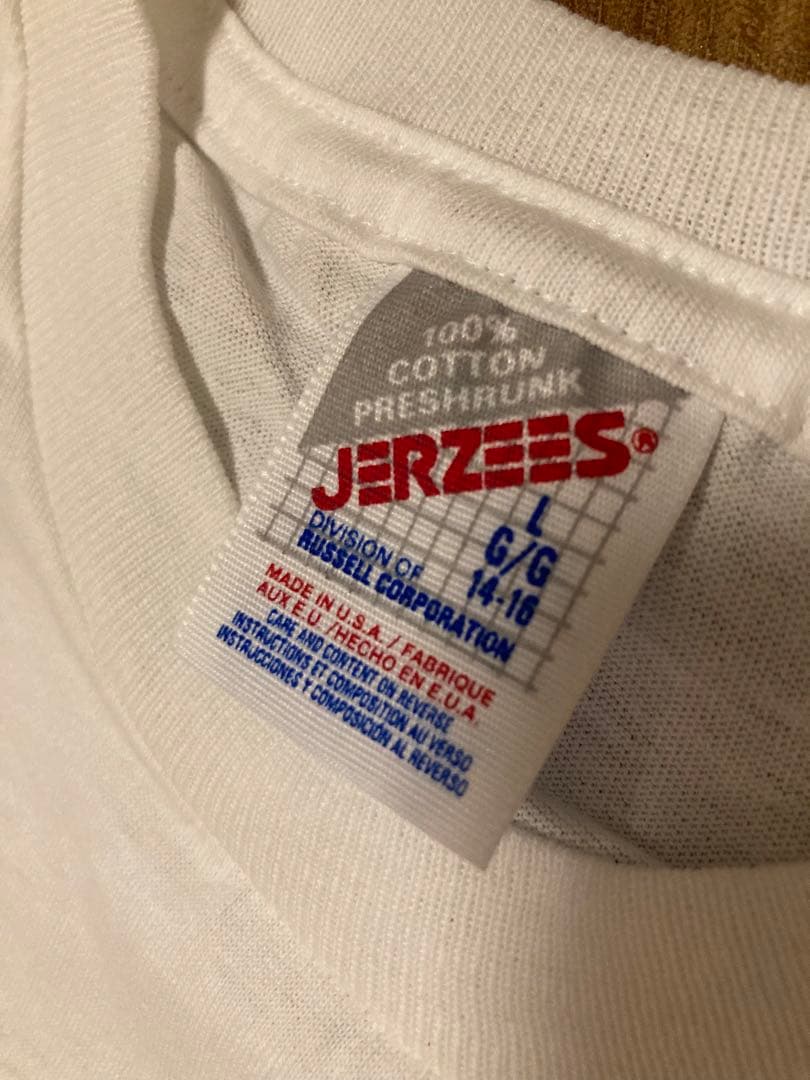 100%
COTTON
PRESHRUNK
JERZEES®
L
G/G
14-16
DIVISION OF
RUSSELL CORPORATION
MADE IN U.S.A. / FABRIQUE
AUX E.U. /HECHO EN E.U.A.
CARE AND CONTENT ON REVERSE
INSTRUCTIONS ET COMPOSITION AU VERSO
INSTRUCCIONES Y COMPOSICIÓN AL REVERSO